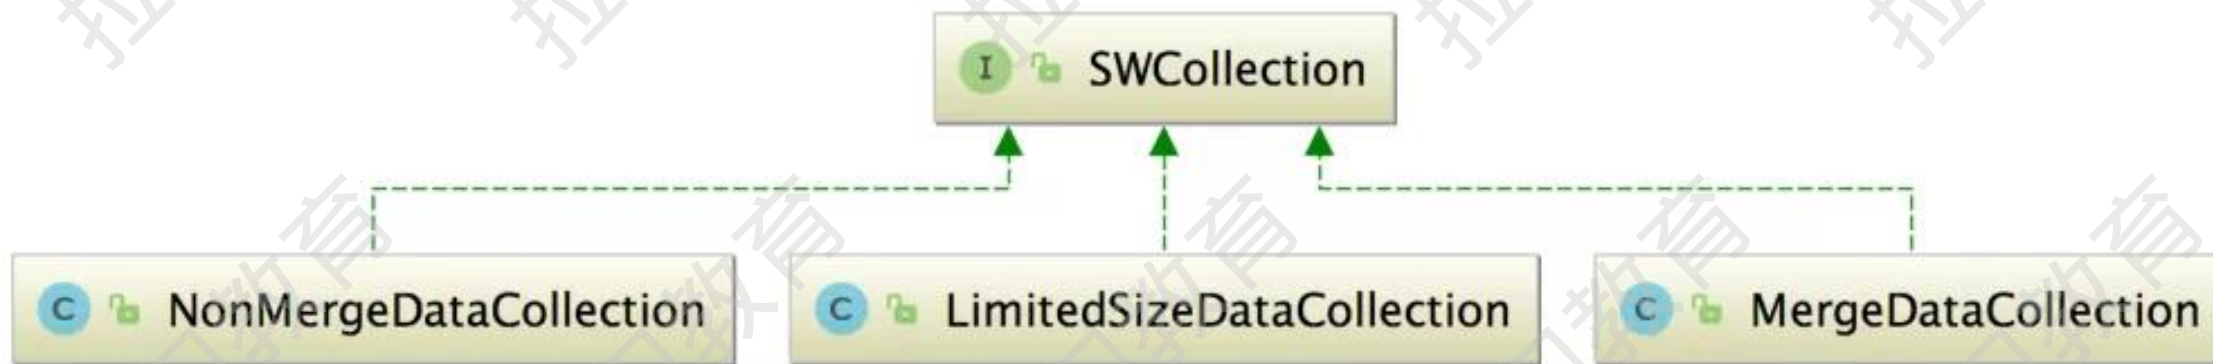 I SWCollection
C NonMergeDataCollection
C LimitedSizeDataCollection
C MergeDataCollection